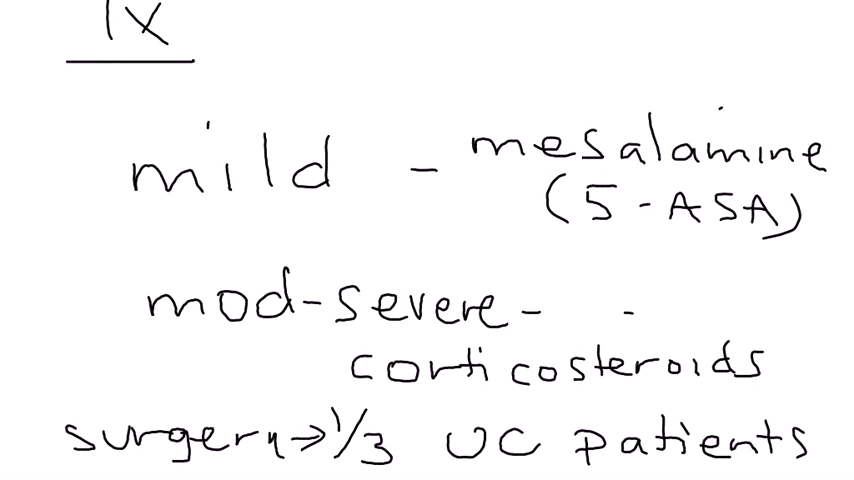 Tx
mild - mesalamine
(5-ASA)
mod-severe-
corticosteroids
surgery→1/3 UC patients